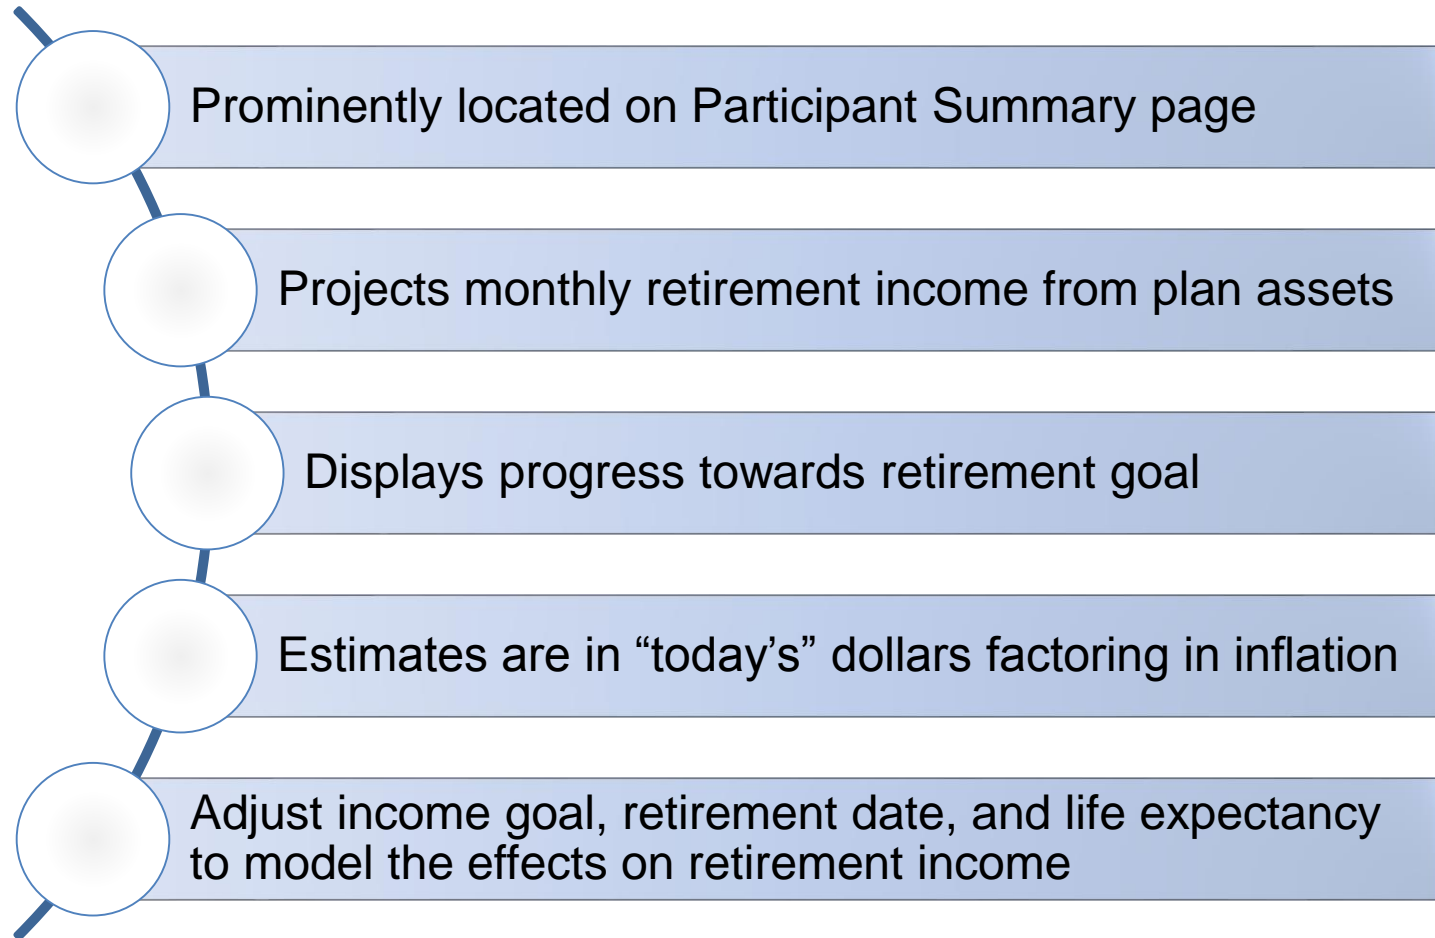 Prominently located on Participant Summary page
Projects monthly retirement income from plan assets
Displays progress towards retirement goal
Estimates are in “today’s” dollars factoring in inflation
Adjust income goal, retirement date, and life expectancy
to model the effects on retirement income